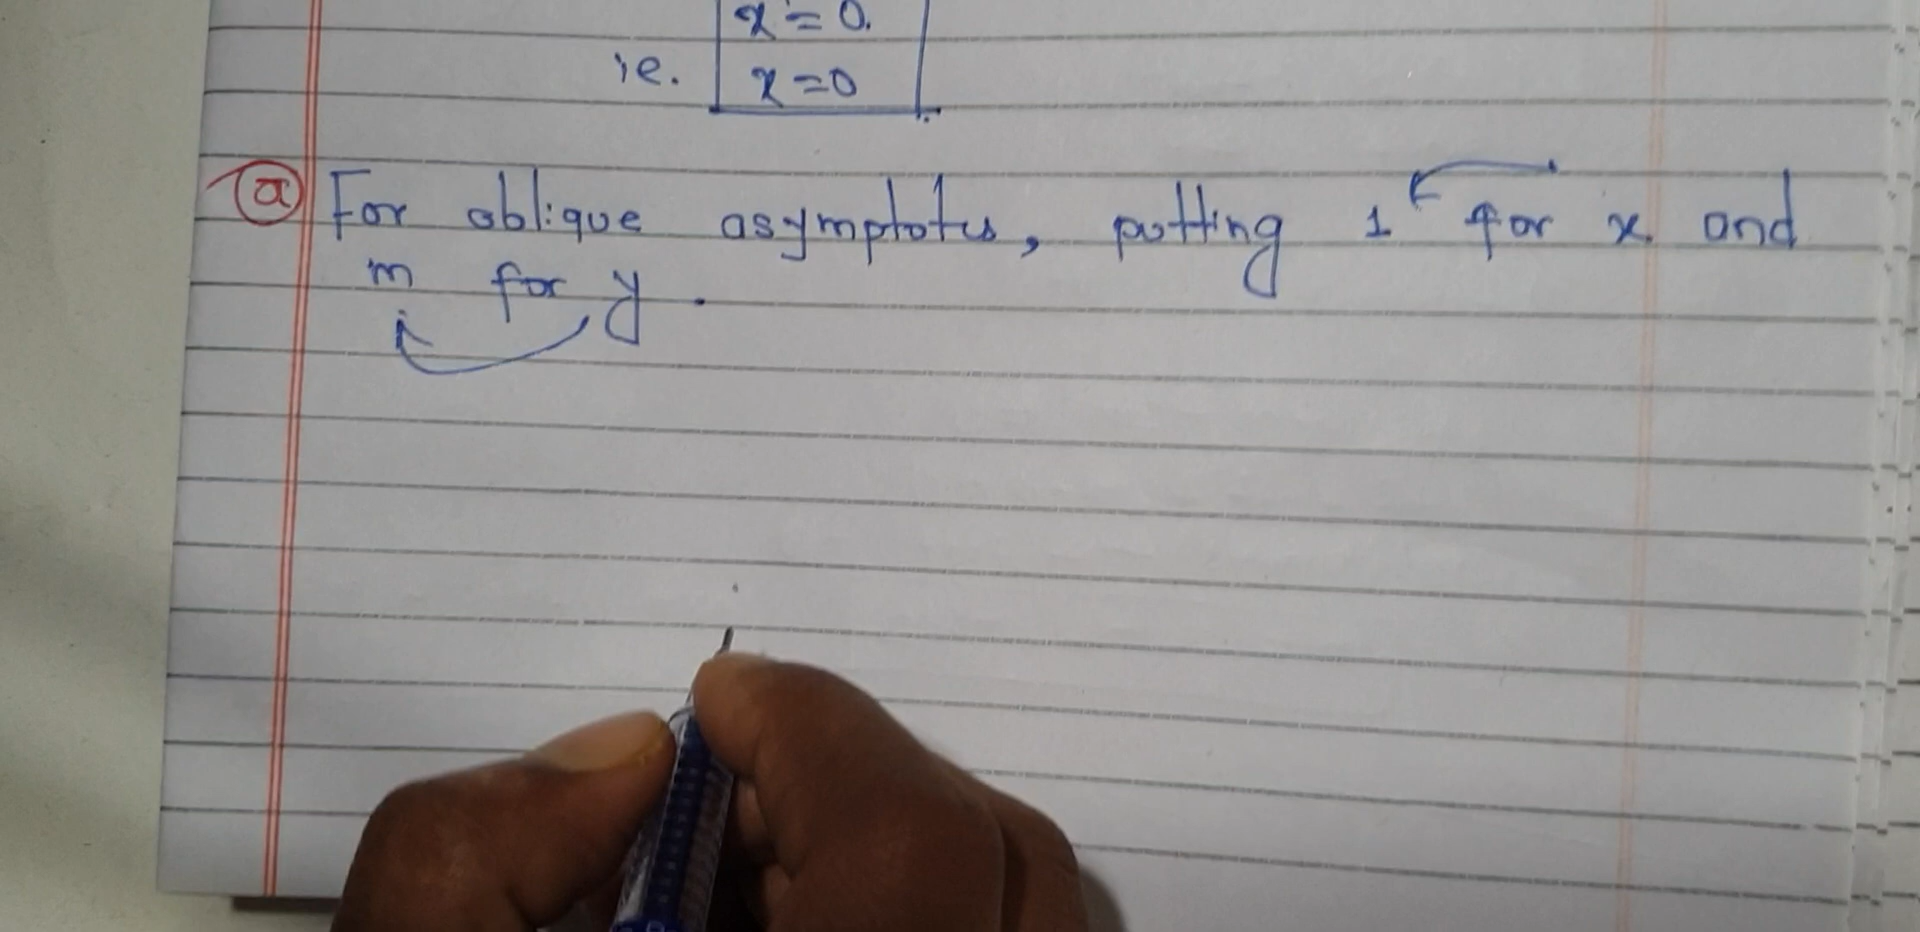 x = 0.
ie. x = 0
(a) For oblique asymptotes, putting 1 for x and
m for y.